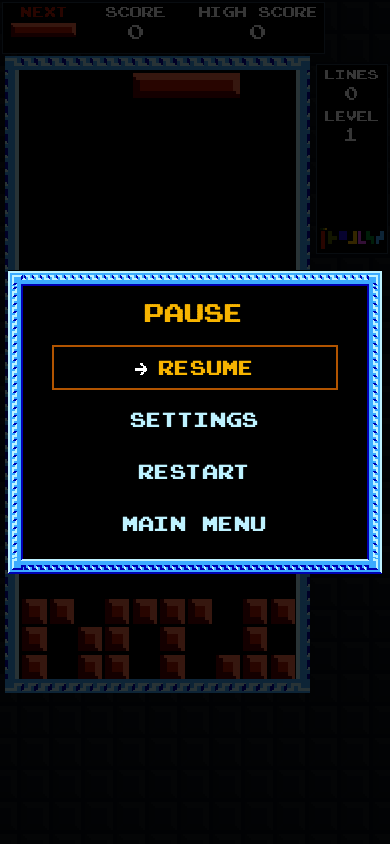 NEXT SCORE HIGH SCORE
0 0
LINES
0
LEVEL
1
PAUSE
→ RESUME
SETTINGS
RESTART
MAIN MENU